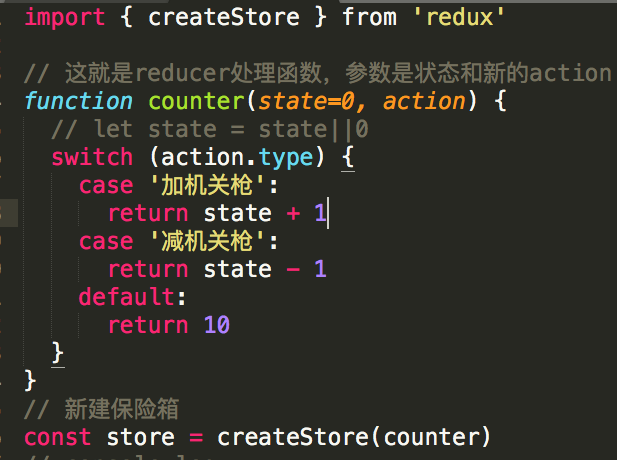 import { createStore } from 'redux'
// 这就是reducer处理函数，参数是状态和新的action
function counter(state=0, action) {
// let state = state||0
switch (action.type) {
case '加机关枪':
return state + 1
case '减机关枪':
return state - 1
default:
return 10
}
}
// 新建保险箱
const store = createStore(counter)